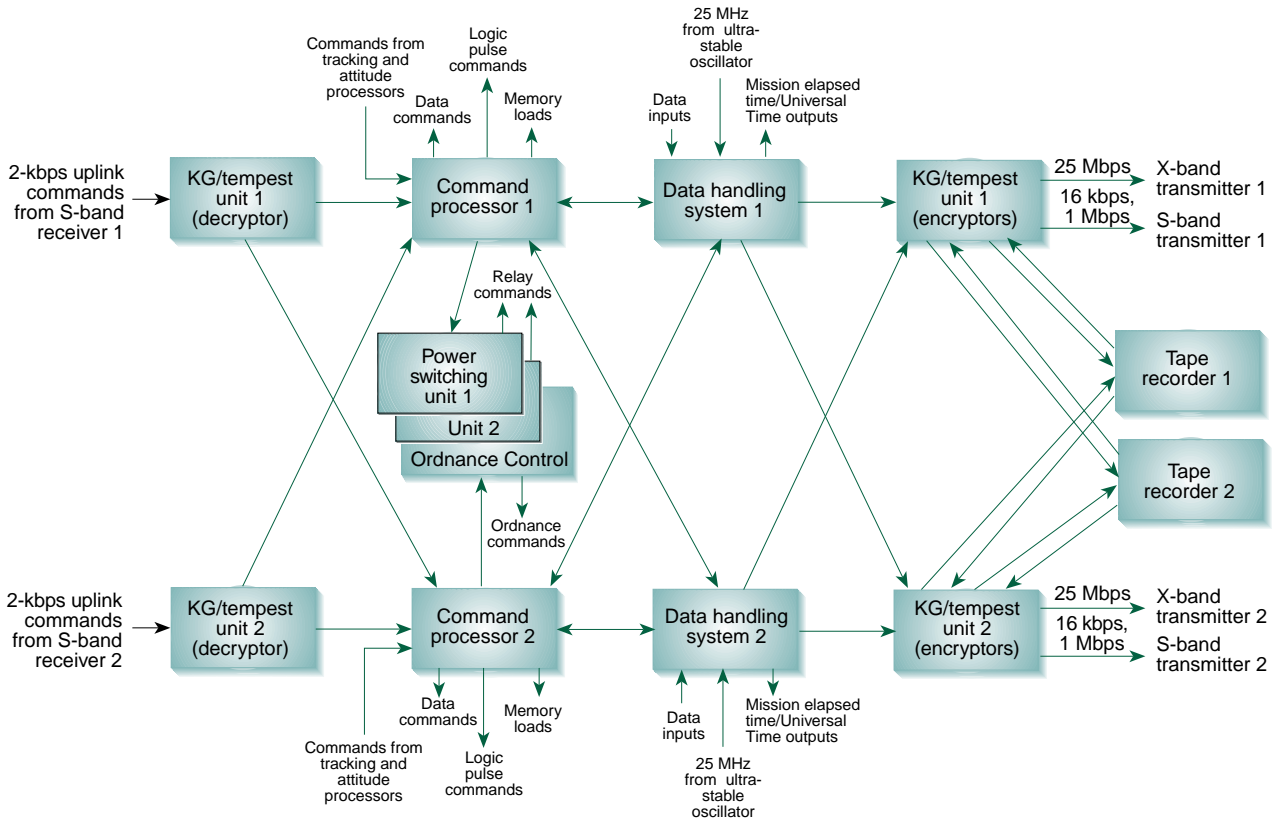 Commands from
tracking and
attitude
processors
Logic
pulse
commands
Data
commands
Memory
loads
25 MHz
from ultra-
stable
oscillator
Data
inputs
Mission elapsed
time/Universal
Time outputs
2-kbps uplink
commands
from S-band
receiver 1
KG/tempest
unit 1
(decryptor)
Command
processor 1
Data handling
system 1
KG/tempest
unit 1
(encryptors)
25 Mbps
16 kbps,
1 Mbps
X-band
transmitter 1
S-band
transmitter 1
Relay
commands
Power
switching
unit 1
Unit 2
Ordnance Control
Ordnance
commands
Tape
recorder 1
Tape
recorder 2
2-kbps uplink
commands
from S-band
receiver 2
KG/tempest
unit 2
(decryptor)
Command
processor 2
Data handling
system 2
KG/tempest
unit 2
(encryptors)
25 Mbps
16 kbps,
1 Mbps
X-band
transmitter 2
S-band
transmitter 2
Commands from
tracking and
attitude
processors
Data
commands
Logic
pulse
commands
Memory
loads
Data
inputs
25 MHz
from ultra-
stable
oscillator
Mission elapsed
time/Universal
Time outputs